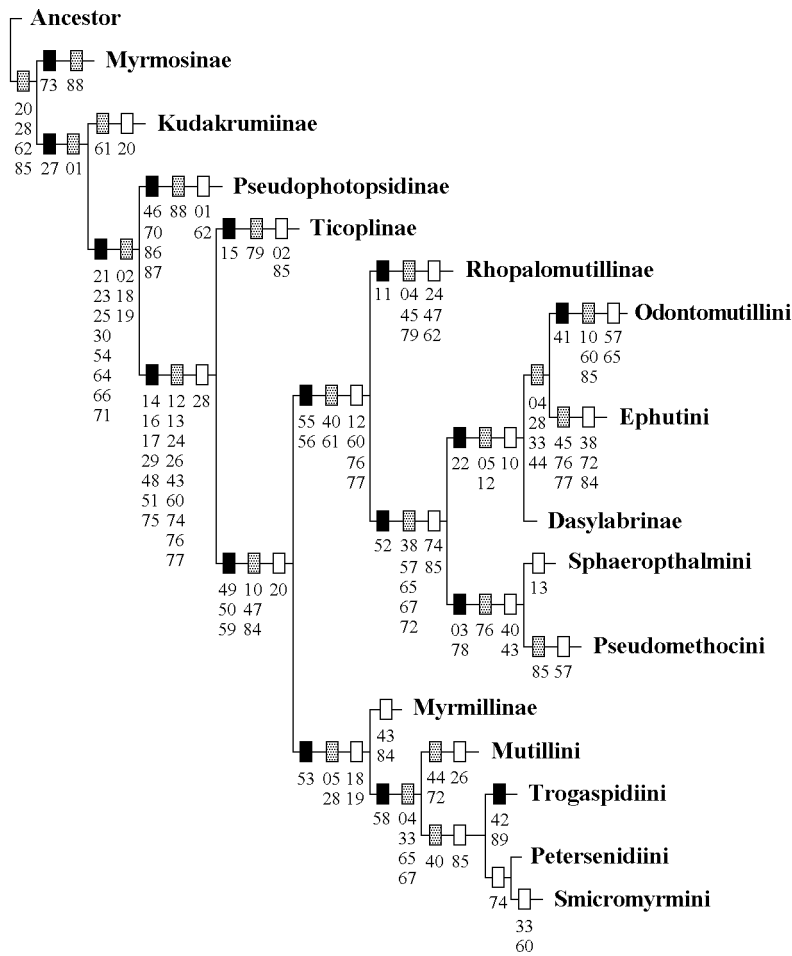 Ancestor
Myrmosinae
73 88
20
28
62
85
Kudakrumiinae
27 01
61 20
Pseudophotopsidinae
46 88 01
70 62
86
87
Ticoplinae
15 79 02
85
21 02
23 18
25 19
30
54
64
66
71
Rhopalomutillinae
11 04 24
45 47
79 62
Odontomutillini
41 10 57
60 65
85
14 12 28
16 13
17 24
29 26
48 43
51 60
75 74
76
77
55 40 12
56 61 60
76
77
04
28
33
44
Ephutini
45 38
76 72
77 84
22 05 10
12
Dasylabrinae
52 38 74
57 85
65
67
72
Sphaeropthalmini
13
49 10 20
50 47
59 84
03 76 40
78 43
Pseudomethocini
85 57
Myrmillinae
43
84
Mutillini
44 26
72
53 05 18
28 19
Trogaspidiini
42
89
58 04
33
65
67
40 85
Petersenidiini
74
Smicromyrmini
33
60